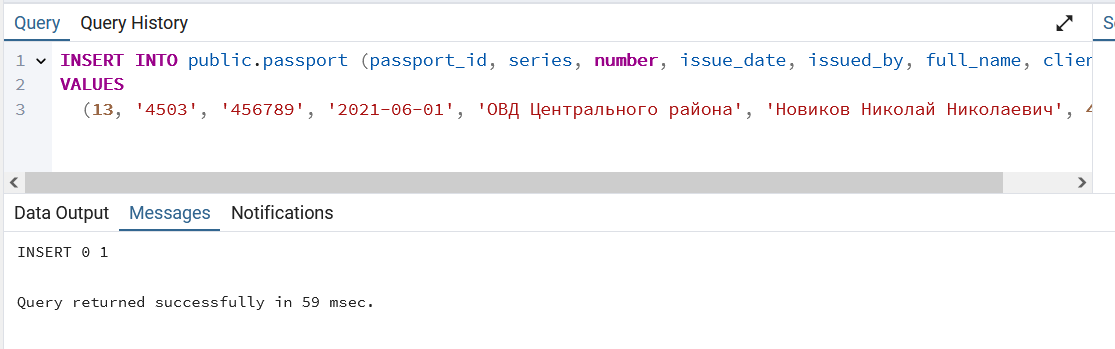 Query Query History
1 INSERT INTO public.passport (passport_id, series, number, issue_date, issued_by, full_name, clien
2 VALUES
3 (13, '4503', '456789', '2021-06-01', 'ОВД Центрального района', 'Новиков Николай Николаевич',
Data Output Messages Notifications
INSERT 0 1
Query returned successfully in 59 msec.